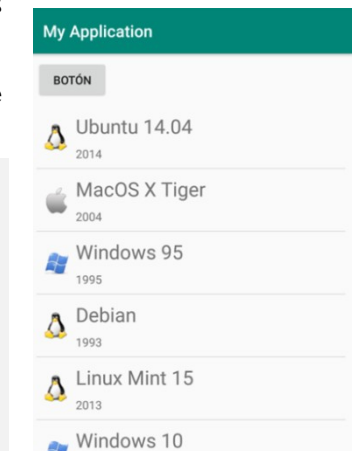 My Application
BOTÓN
Ubuntu 14.04
2014
MacOS X Tiger
2004
Windows 95
1995
Debian
1993
Linux Mint 15
2013
Windows 10